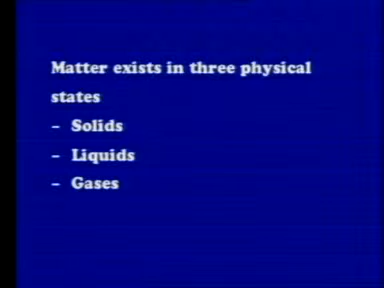 Matter exists in three physical
states
– Solids
– Liquids
– Gases